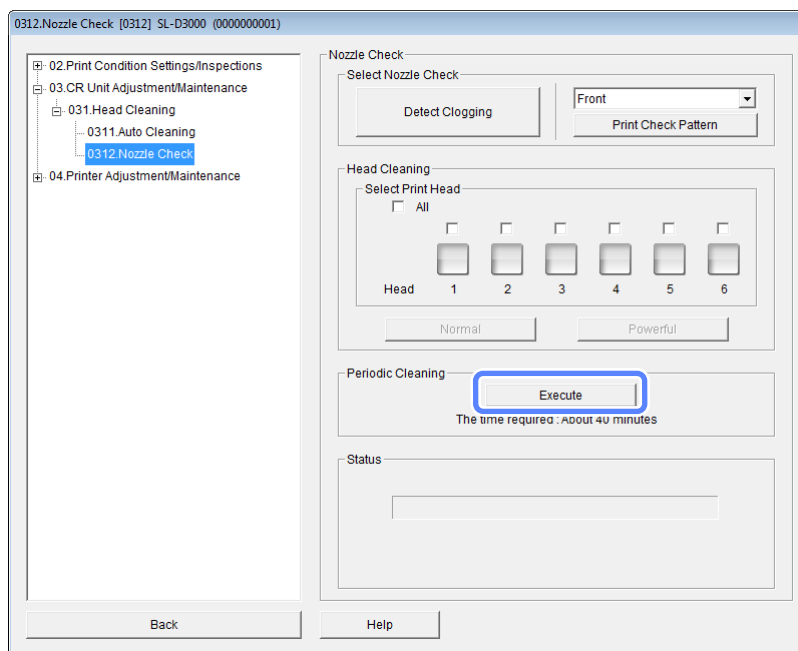 0312.Nozzle Check [0312] SL-D3000 (0000000001)
02.Print Condition Settings/Inspections
03.CR Unit Adjustment/Maintenance
031.Head Cleaning
0311.Auto Cleaning
0312.Nozzle Check
04.Printer Adjustment/Maintenance
Nozzle Check
Select Nozzle Check
Detect Clogging
Front
Print Check Pattern
Head Cleaning
Select Print Head
All
Head 1 2 3 4 5 6
Normal Powerful
Periodic Cleaning
Execute
The time required : About 40 minutes
Status
Back Help